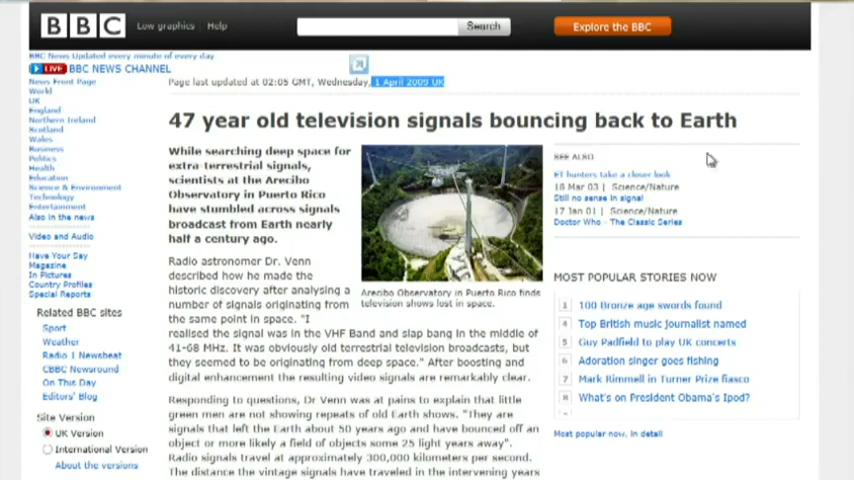 BBC
Low graphics
Help
Search
Explore the BBC
BBC News Updated every minute of every day
LIVE BBC NEWS CHANNEL
Page last updated at 02:05 GMT, Wednesday, 1 April 2009 UK
News Front Page
World
UK
England
Northern Ireland
Scotland
Wales
Business
Politics
Health
Education
Science & Environment
Technology
Entertainment
Also in the news
Video and Audio
Have Your Say
Magazine
In Pictures
Country Profiles
Special Reports
Related BBC sites
Sport
Weather
Radio 1 Newsbeat
CBBC Newsround
On This Day
Editors' Blog
Site Version
UK Version
International Version
About the versions
47 year old television signals bouncing back to Earth
While searching deep space for
extra-terrestrial signals,
scientists at the Arecibo
Observatory in Puerto Rico
have stumbled across signals
broadcast from Earth nearly
half a century ago.
Radio astronomer Dr. Venn
described how he made the
historic discovery after analysing a
number of signals originating from
the same point in space. "I
realised the signal was in the VHF Band and slap bang in the middle of
41-68 MHz. It was obviously old terrestrial television broadcasts, but
they seemed to be originating from deep space." After boosting and
digital enhancement the resulting video signals are remarkably clear.
Responding to questions, Dr Venn was at pains to explain that little
green men are not showing repeats of old Earth shows. "They are
signals that left the Earth about 50 years ago and have bounced off an
object or more likely a field of objects some 25 light years away".
Radio signals travel at approximately 300,000 kilometers per second.
The distance the vintage signals have traveled in the intervening years
Arecibo Observatory in Puerto Rico finds
television shows lost in space.
SEE ALSO
ET hunters take a closer look
18 Mar 03 | Science/Nature
Still no sense in signal
17 Jan 01 | Science/Nature
Doctor Who - The Classic Series
MOST POPULAR STORIES NOW
1 100 Bronze age swords found
4 Top British music journalist named
5 Guy Padfield to play UK concerts
6 Adoration singer goes fishing
7 Mark Rimmell in Turner Prize fiasco
8 What's on President Obama's Ipod?
Most popular now, in detail